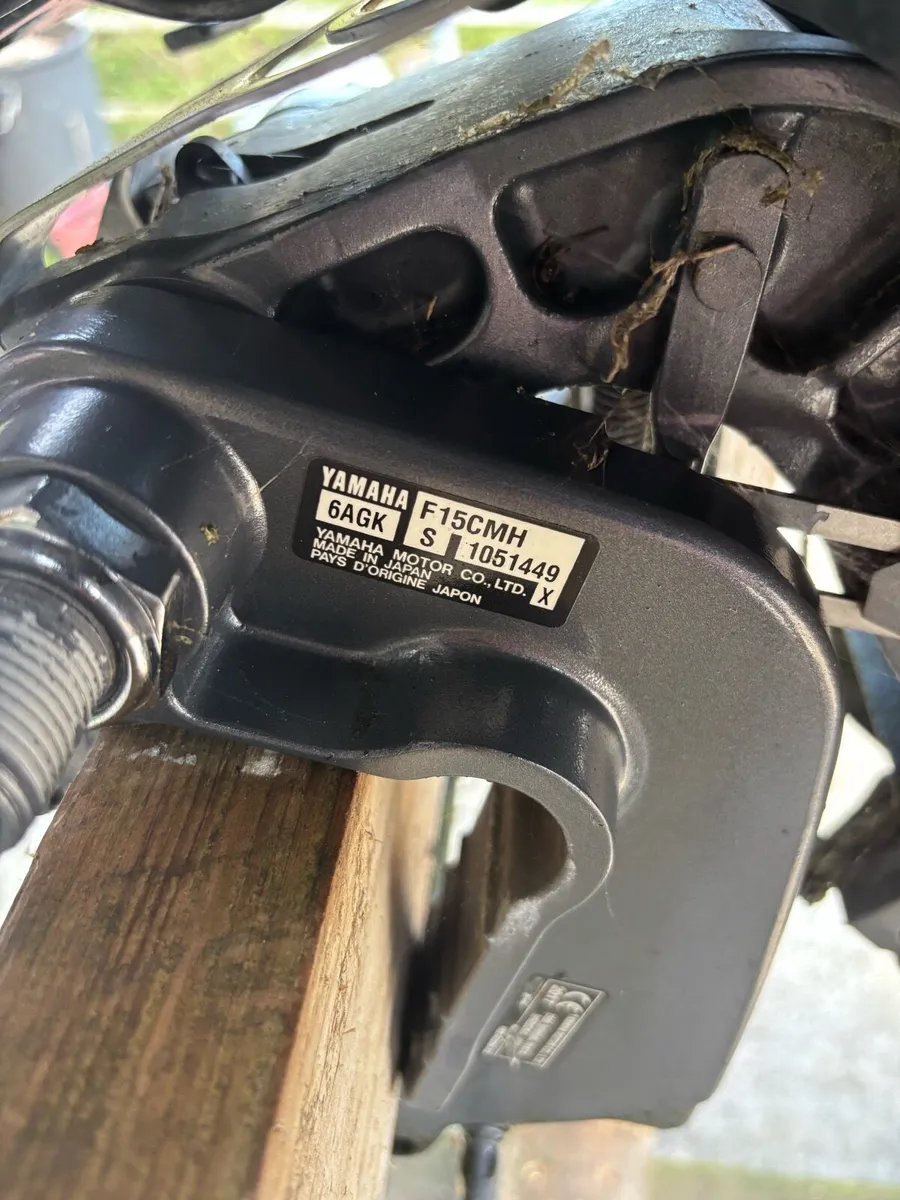 YAMAHA
6AGK
F15CMH
S 1051449
YAMAHA MOTOR CO., LTD.
MADE IN JAPAN
PAYS D'ORIGINE JAPON
X